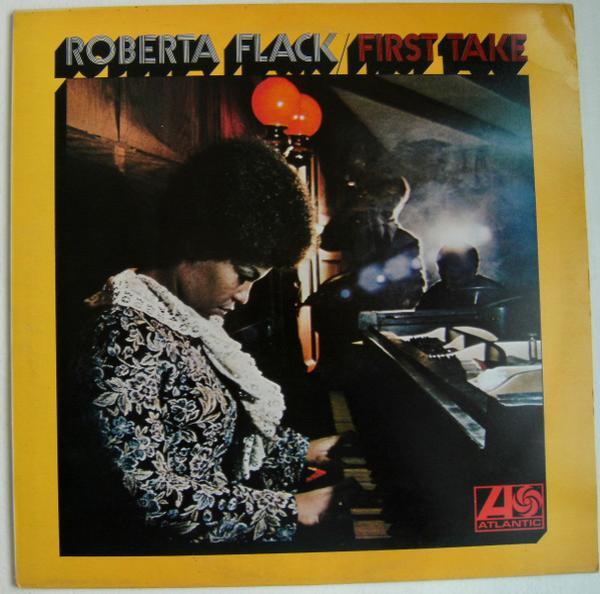 ROBERTA FLACK/FIRST TAKE
ATLANTIC